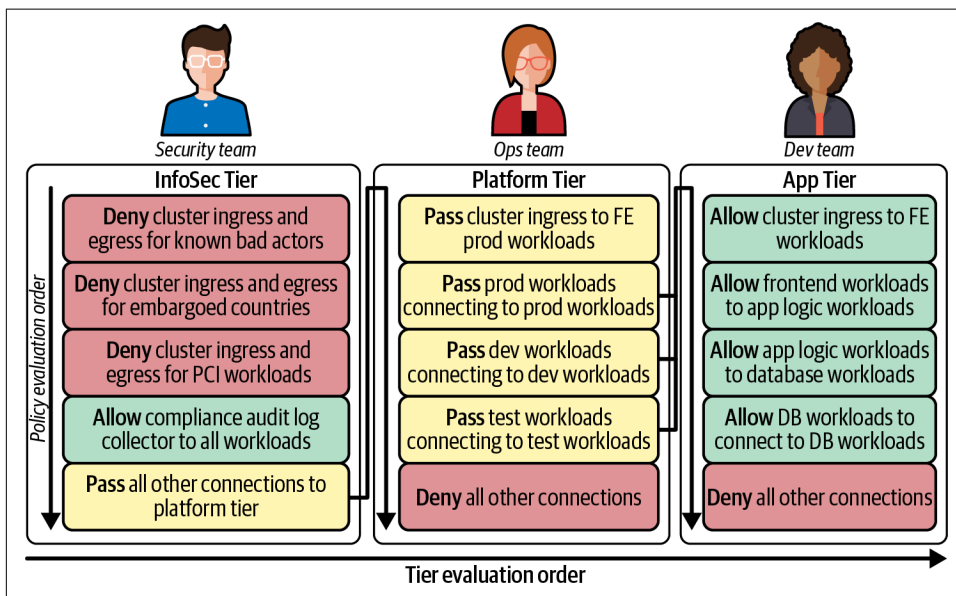 Security team
Ops team
Dev team
InfoSec Tier
Deny cluster ingress and
egress for known bad actors
Deny cluster ingress and egress
for embargoed countries
Deny cluster ingress and
egress for PCI workloads
Allow compliance audit log
collector to all workloads
Pass all other connections to
platform tier
Policy evaluation order
Platform Tier
Pass cluster ingress to FE
prod workloads
Pass prod workloads
connecting to prod workloads
Pass dev workloads
connecting to dev workloads
Pass test workloads
connecting to test workloads
Deny all other connections
App Tier
Allow cluster ingress to FE
workloads
Allow frontend workloads
to app logic workloads
Allow app logic workloads
to database workloads
Allow DB workloads to
connect to DB workloads
Deny all other connections
Tier evaluation order